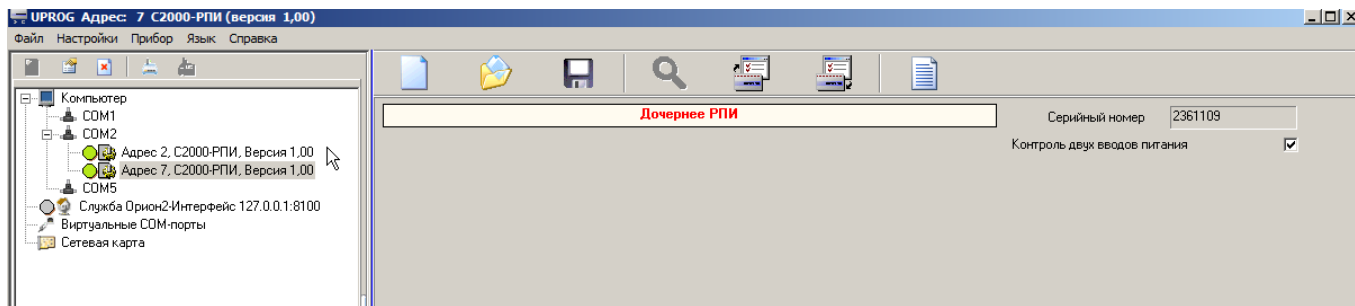 UPROG Адрес: 7 С2000-РПИ (версия 1,00)
Файл Настройки Прибор Язык Справка
Компьютер
COM1
COM2
Адрес 2, С2000-РПИ, Версия 1,00
Адрес 7, С2000-РПИ, Версия 1,00
COM5
Служба Орион2-Интерфейс 127.0.0.1:8100
Виртуальные COM-порты
Сетевая карта
Дочернее РПИ
Серийный номер 2361109
Контроль двух вводов питания